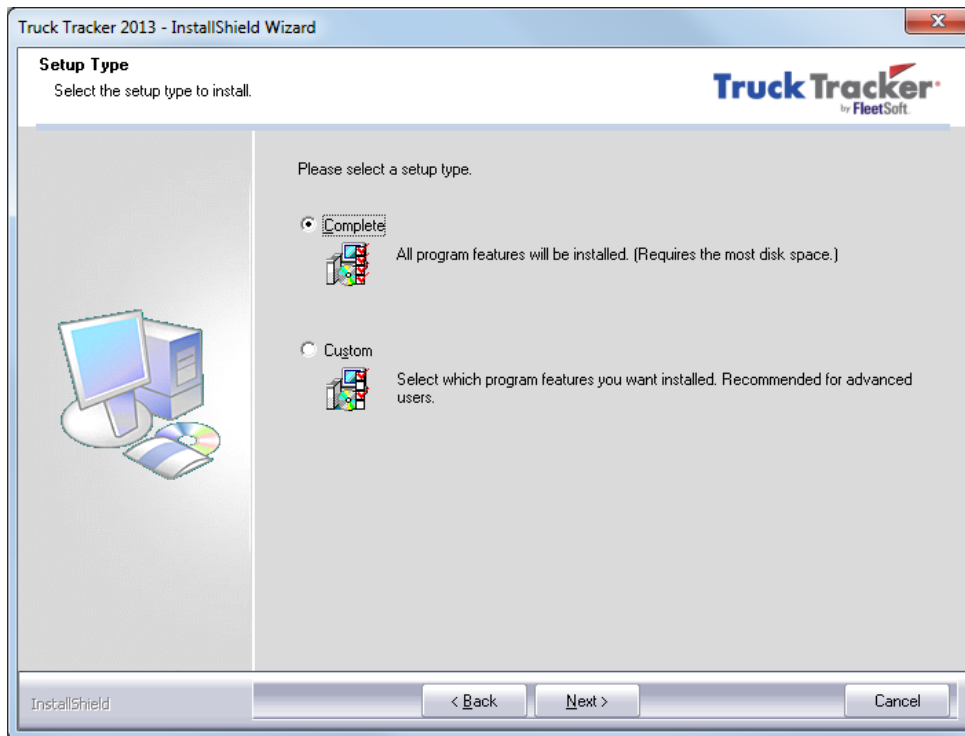 Truck Tracker 2013 - InstallShield Wizard
Setup Type
Select the setup type to install.
Truck Tracker
by FleetSoft
Please select a setup type.
Complete
All program features will be installed. (Requires the most disk space.)
Custom
Select which program features you want installed. Recommended for advanced
users.
InstallShield
< Back
Next >
Cancel